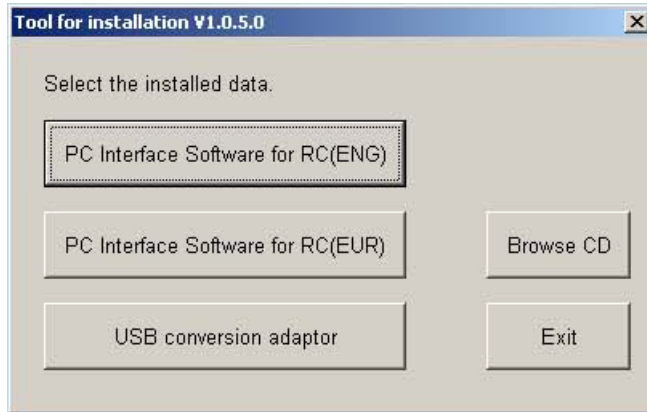 Tool for installation V1.0.5.0
Select the installed data.
PC Interface Software for RC(ENG)
PC Interface Software for RC(EUR)
Browse CD
USB conversion adaptor
Exit